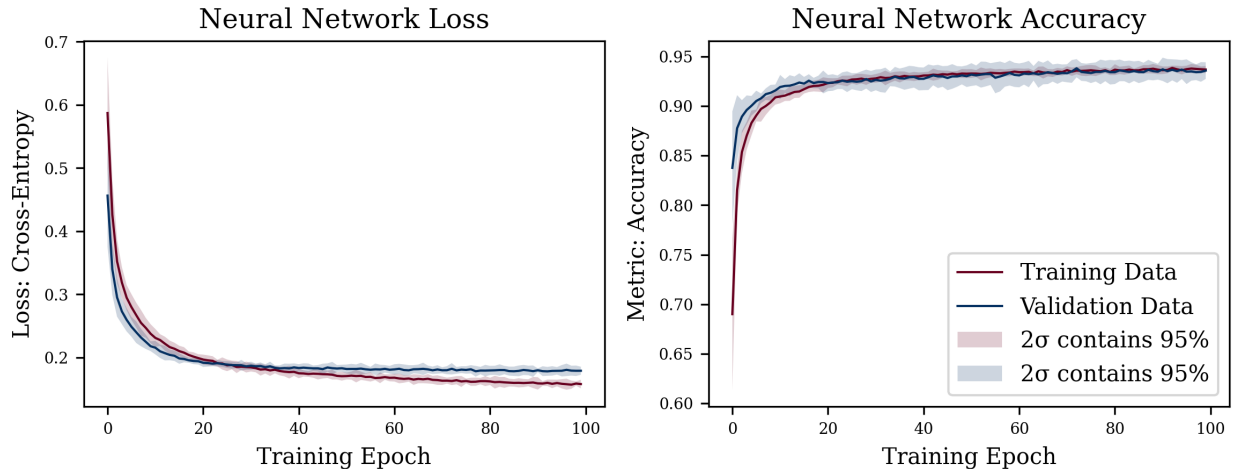 Neural Network Loss
Loss: Cross-Entropy
0.7
0.6
0.5
0.4
0.3
0.2
0 20 40 60 80 100
Training Epoch
Neural Network Accuracy
Metric: Accuracy
0.95
0.90
0.85
0.80
0.75
0.70
0.65
0.60
Training Data
Validation Data
2σ contains 95%
2σ contains 95%
0 20 40 60 80 100
Training Epoch